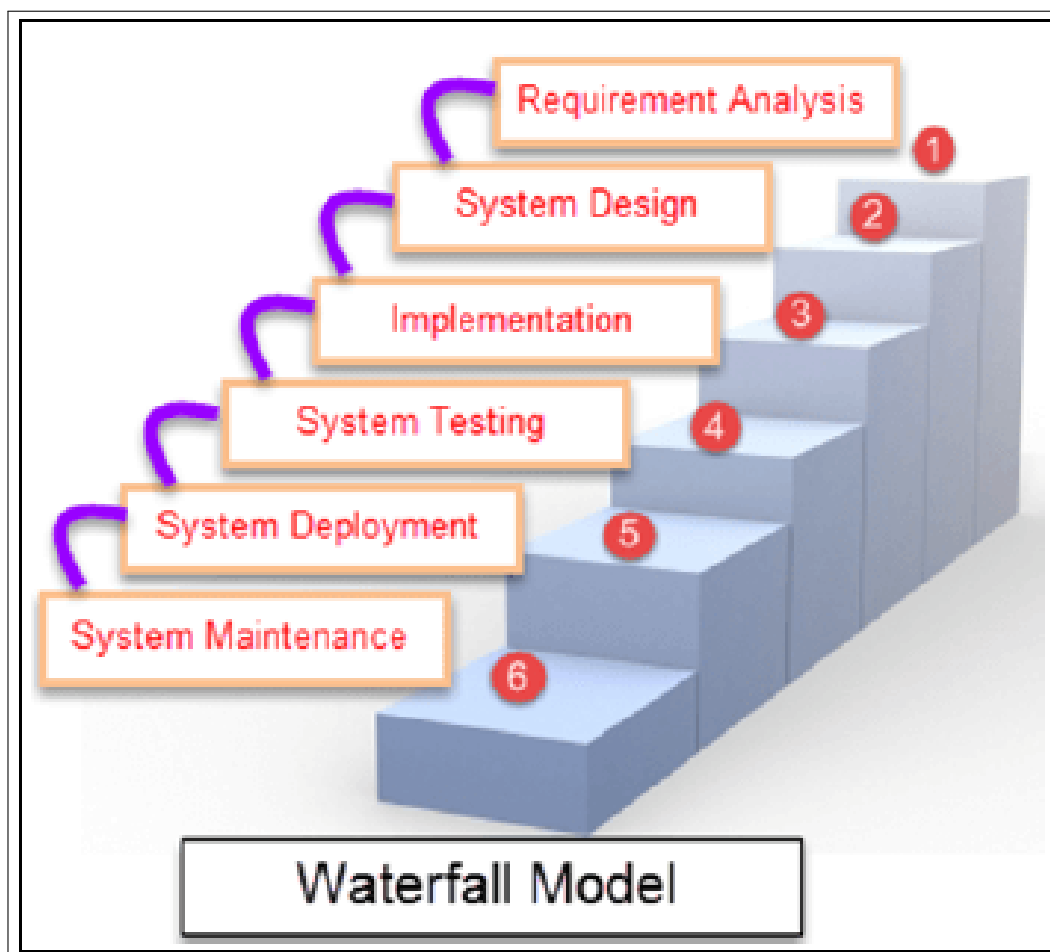 Requirement Analysis
1
System Design
2
Implementation
3
System Testing
4
System Deployment
5
System Maintenance
6
Waterfall Model